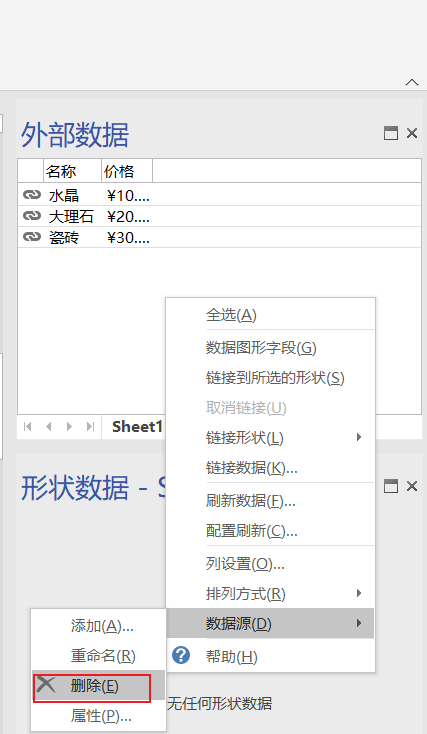 外部数据
名称 价格
水晶 ¥10....
大理石 ¥20....
瓷砖 ¥30....
全选(A)
数据图形字段(G)
链接到所选的形状(S)
取消链接(U)
Sheet1
链接形状(L)
链接数据(K)...
形状数据 - S
刷新数据(F)...
配置刷新(C)...
列设置(O)...
排列方式(R)
数据源(D)
帮助(H)
添加(A)...
重命名(R)
删除(E)
属性(P)...
无任何形状数据